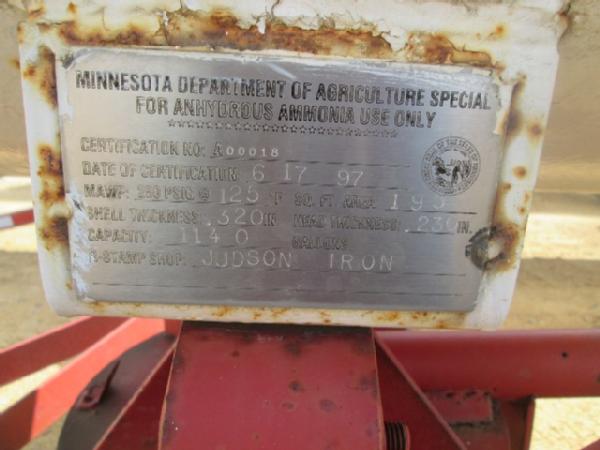 MINNESOTA DEPARTMENT OF AGRICULTURE SPECIAL
FOR ANHYDROUS AMMONIA USE ONLY
CERTIFICATION NO: A00018
DATE OF CERTIFICATION: 6 17 97
MAWP: 250 PSIG @ 125 °F SQ. FT. AREA: 195
SHELL THICKNESS: .320 IN HEAD THICKNESS: .230 IN.
CAPACITY: 1140 GALLONS
R-STAMP SHOP: JUDSON IRON